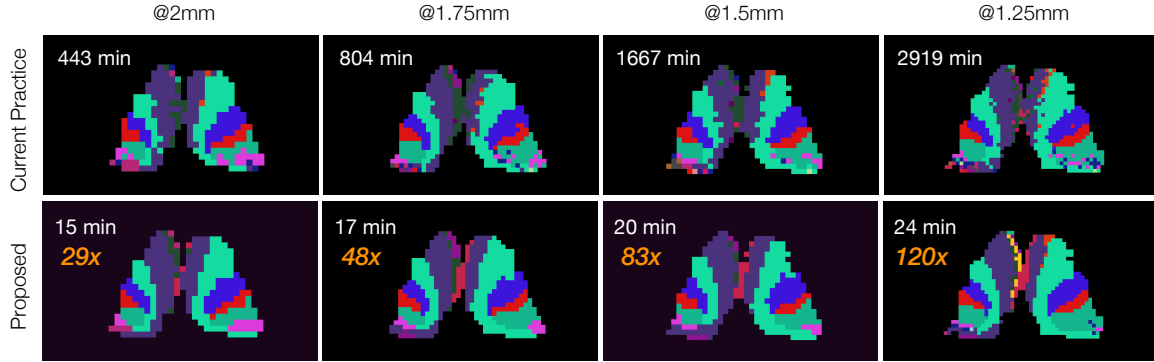 @2mm @1.75mm @1.5mm @1.25mm
Current Practice
443 min 804 min 1667 min 2919 min
Proposed
15 min 17 min 20 min 24 min
29x 48x 83x 120x